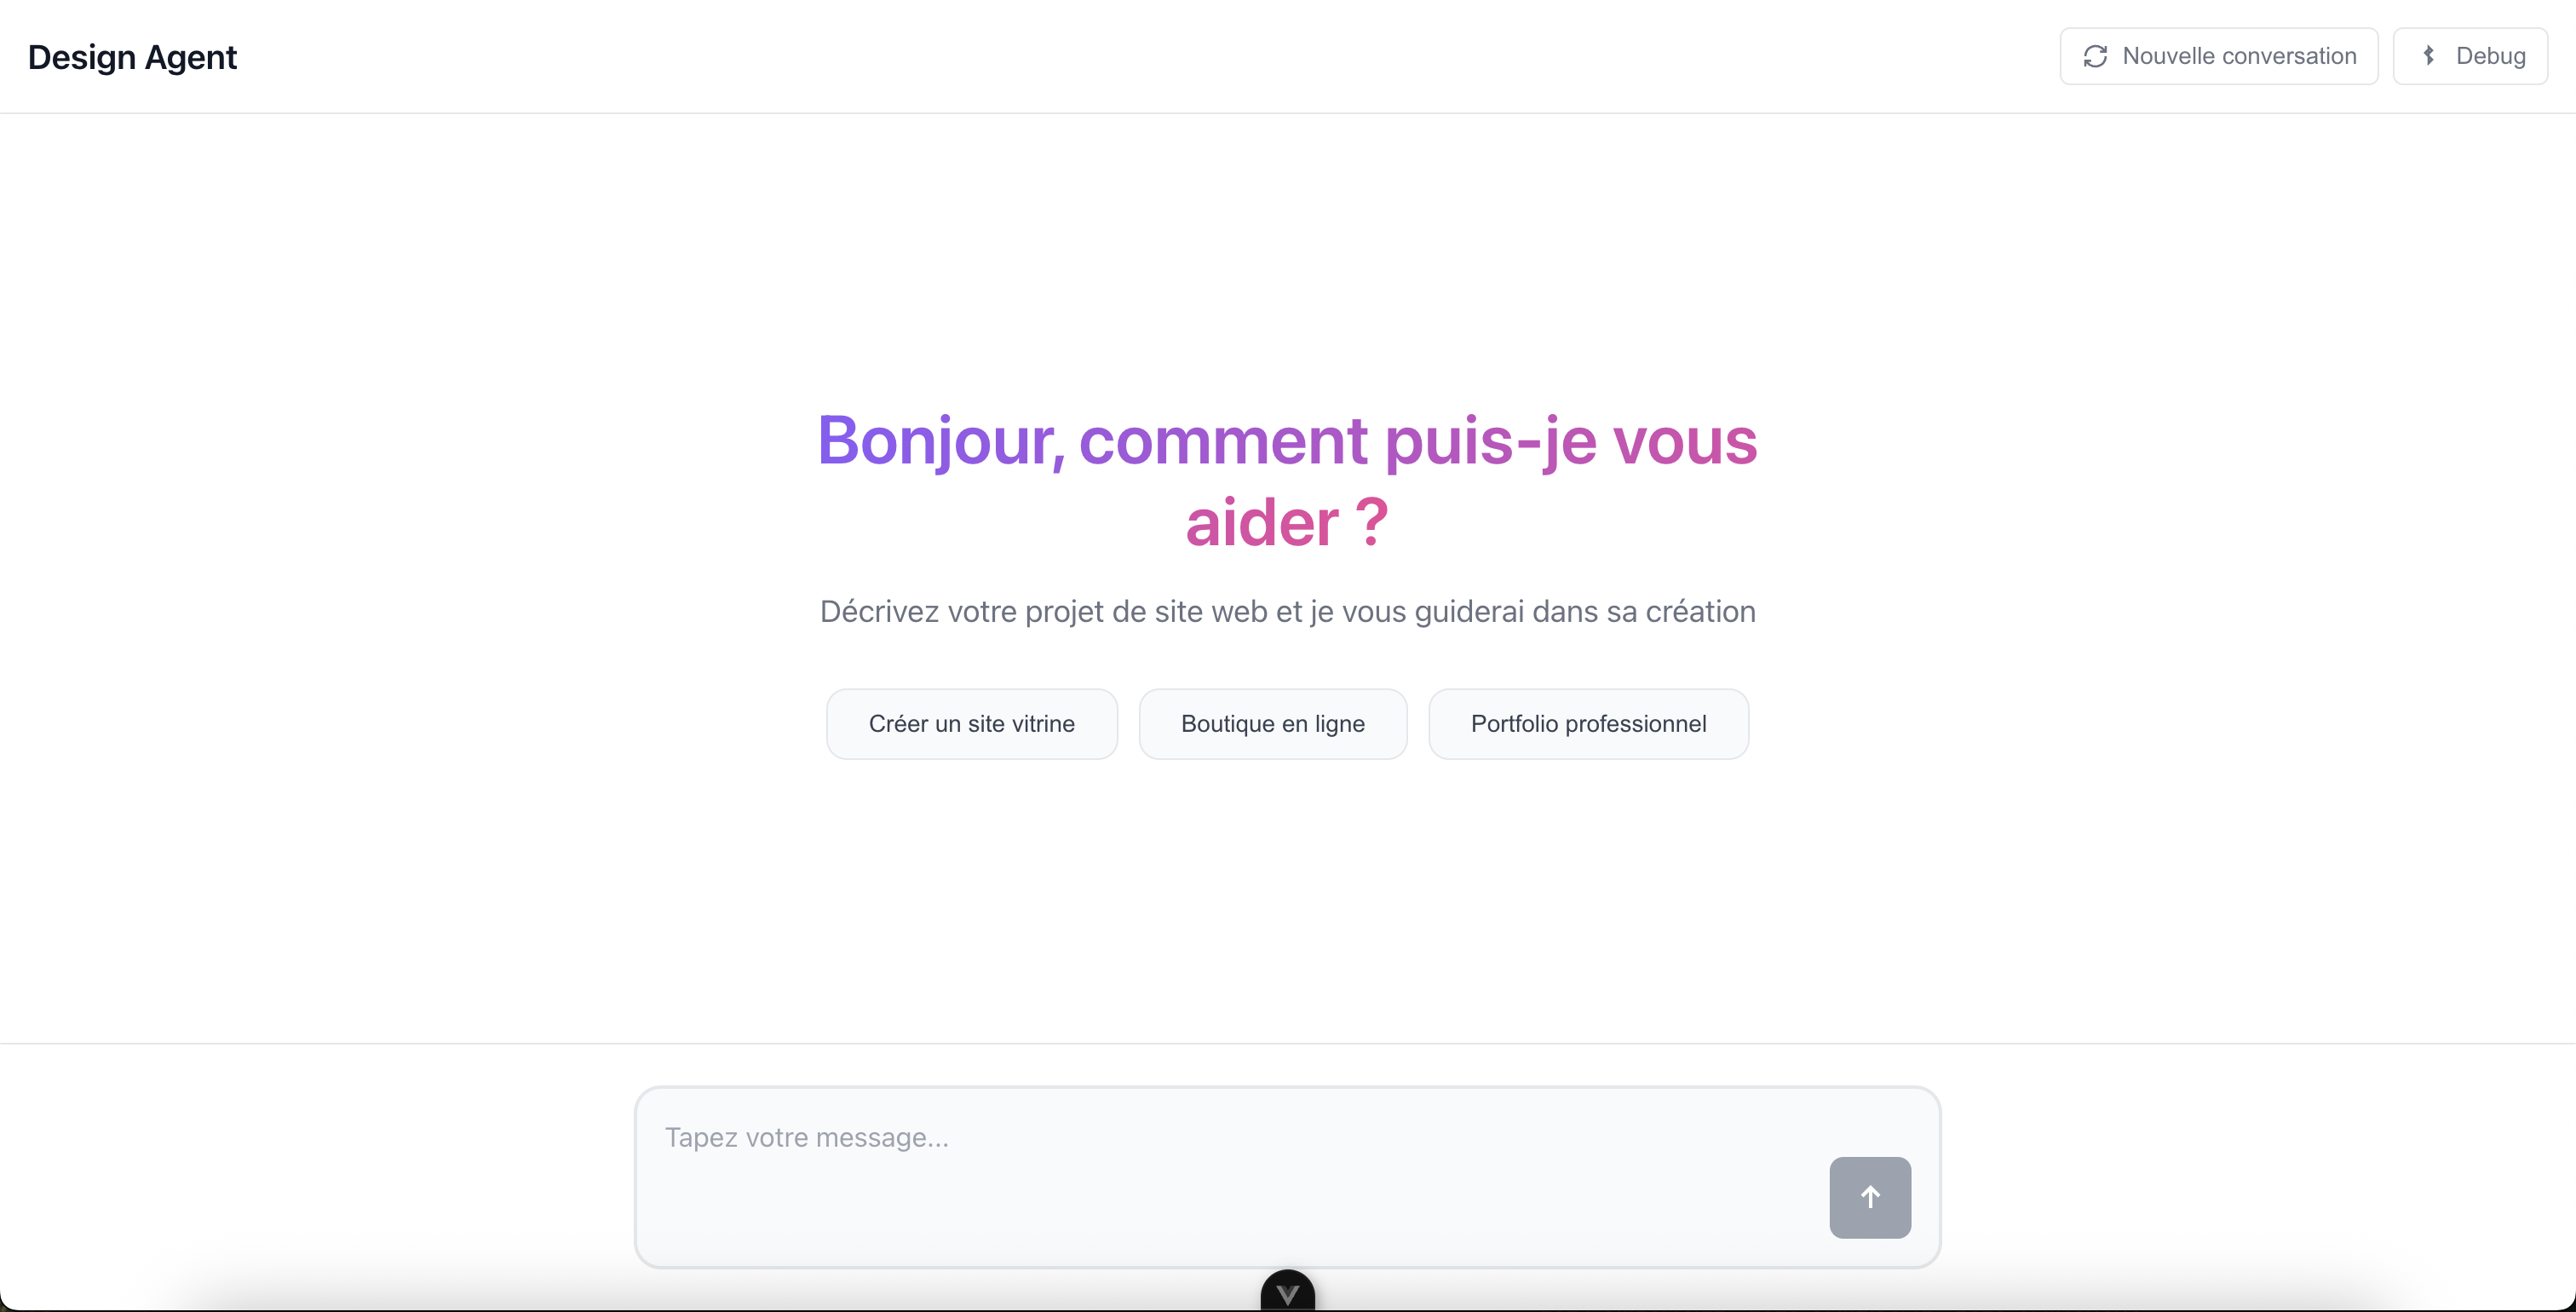 Design Agent
Nouvelle conversation
Debug
Bonjour, comment puis-je vous
aider ?
Décrivez votre projet de site web et je vous guiderai dans sa création
Créer un site vitrine
Boutique en ligne
Portfolio professionnel
Tapez votre message...